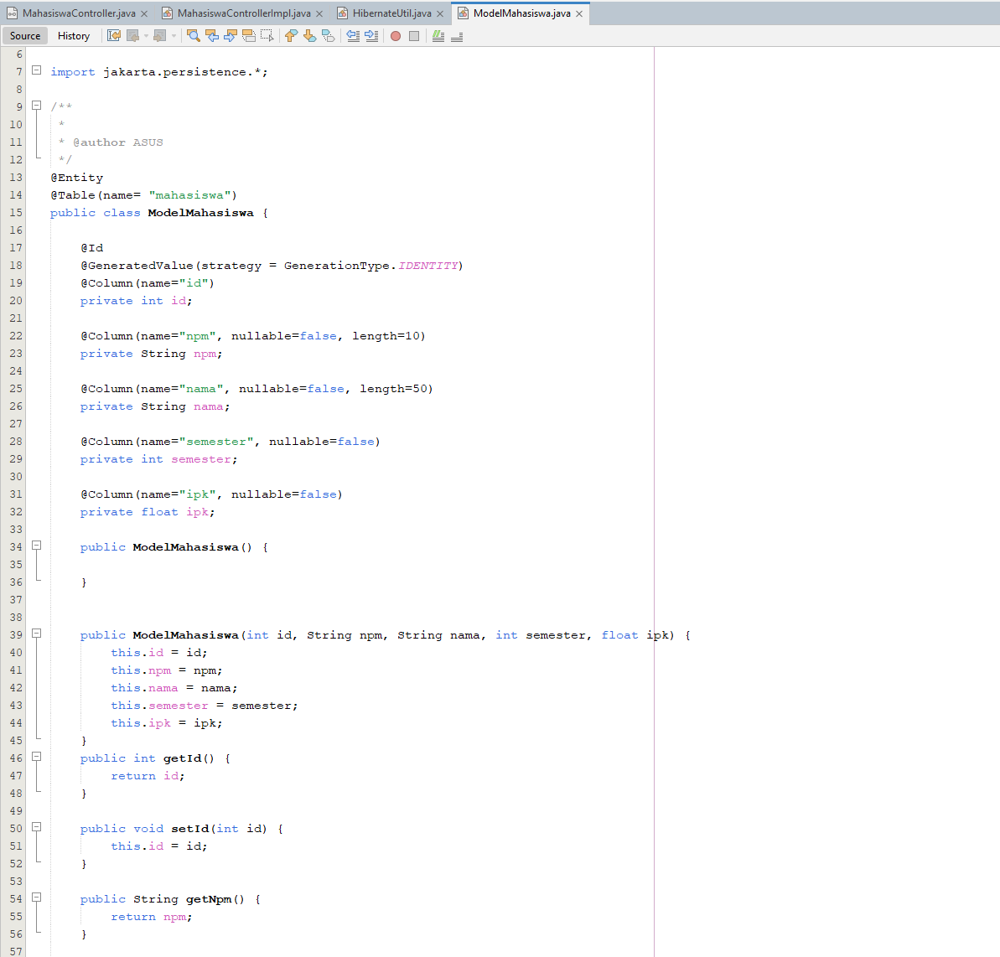 MahasiswaController.java
MahasiswaControllerImpl.java
HibernateUtil.java
ModelMahasiswa.java
Source History
6
7 import jakarta.persistence.*;
8
9 /**
10 *
11 * @author ASUS
12 */
13 @Entity
14 @Table(name= "mahasiswa")
15 public class ModelMahasiswa {
16
17 @Id
18 @GeneratedValue(strategy = GenerationType.IDENTITY)
19 @Column(name="id")
20 private int id;
21
22 @Column(name="npm", nullable=false, length=10)
23 private String npm;
24
25 @Column(name="nama", nullable=false, length=50)
26 private String nama;
27
28 @Column(name="semester", nullable=false)
29 private int semester;
30
31 @Column(name="ipk", nullable=false)
32 private float ipk;
33
34 public ModelMahasiswa() {
35
36 }
37
38
39 public ModelMahasiswa(int id, String npm, String nama, int semester, float ipk) {
40 this.id = id;
41 this.npm = npm;
42 this.nama = nama;
43 this.semester = semester;
44 this.ipk = ipk;
45 }
46 public int getId() {
47 return id;
48 }
49
50 public void setId(int id) {
51 this.id = id;
52 }
53
54 public String getNpm() {
55 return npm;
56 }
57